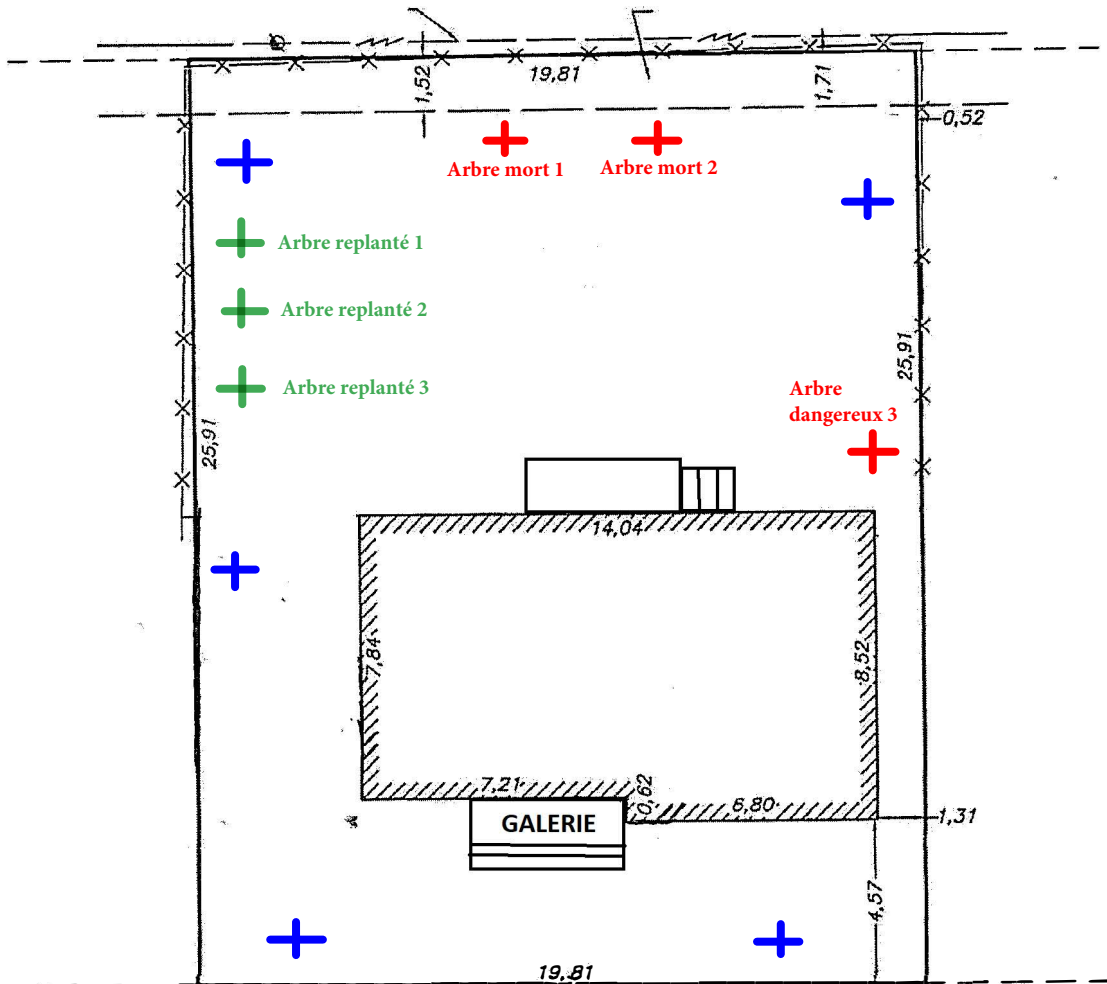 19,81
1,52
1,71
0,52
Arbre mort 1
Arbre mort 2
Arbre replanté 1
Arbre replanté 2
Arbre replanté 3
25,91
25,91
Arbre
dangereux 3
14,04
7,84
8,52
7,21
0,62
6,80
GALERIE
1,31
4,57
19,81